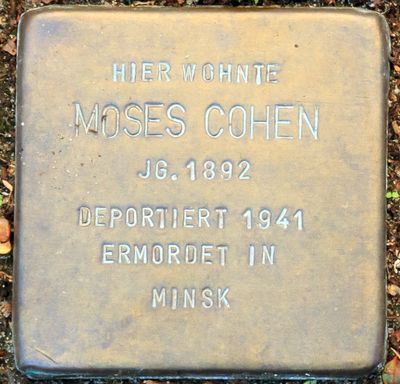 HIER WOHNTE
MOSES COHEN
JG. 1892
DEPORTIERT 1941
ERMORDET IN
MINSK